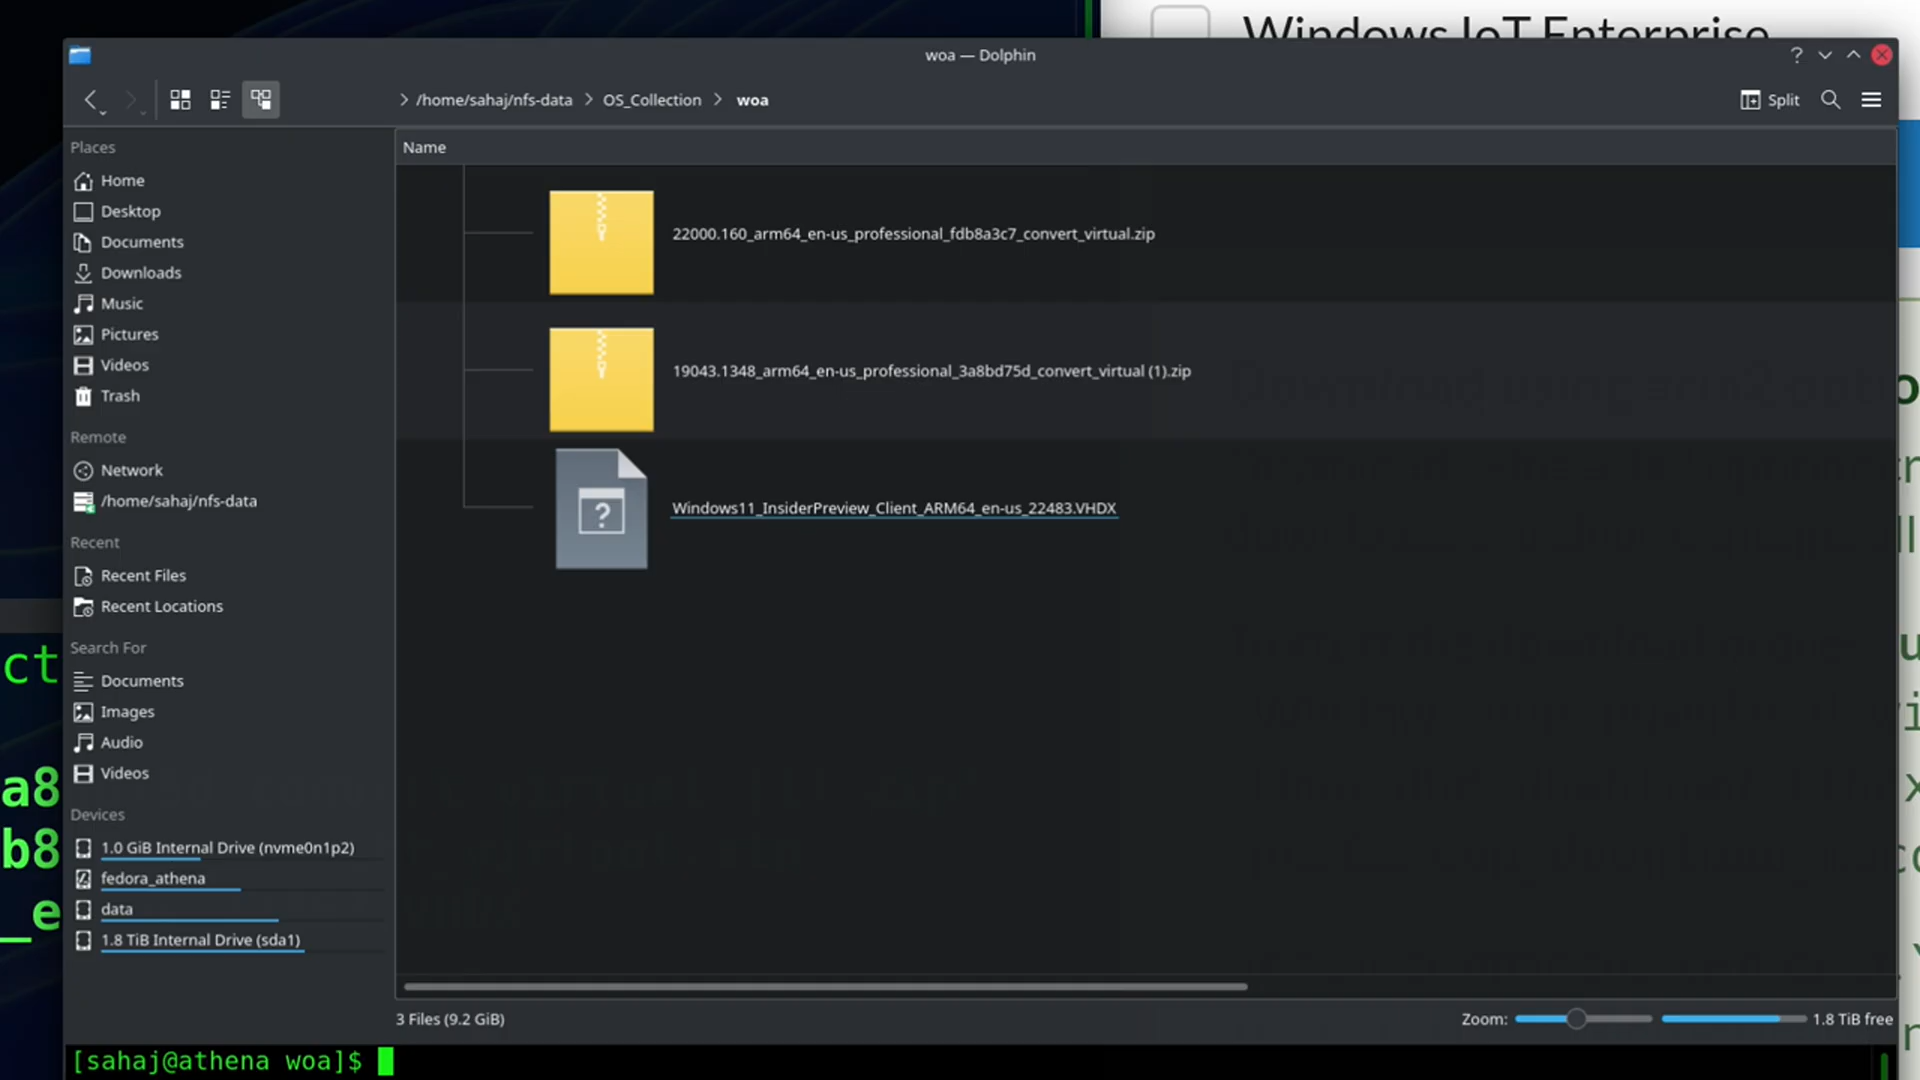 Windows IoT Enterprise
woa — Dolphin
/home/sahaj/nfs-data > OS_Collection > woa
Split
Places
Home
Desktop
Documents
Downloads
Music
Pictures
Videos
Trash
Remote
Network
/home/sahaj/nfs-data
Recent
Recent Files
Recent Locations
Search For
Documents
Images
Audio
Videos
Devices
1.0 GiB Internal Drive (nvme0n1p2)
fedora_athena
data
1.8 TiB Internal Drive (sda1)
Name
22000.160_arm64_en-us_professional_fdb8a3c7_convert_virtual.zip
19043.1348_arm64_en-us_professional_3a8bd75d_convert_virtual (1).zip
Windows11_InsiderPreview_Client_ARM64_en-us_22483.VHDX
3 Files (9.2 GiB)
Zoom:
1.8 TiB free
ct
a8
b8
_e
[sahaj@athena woa]$